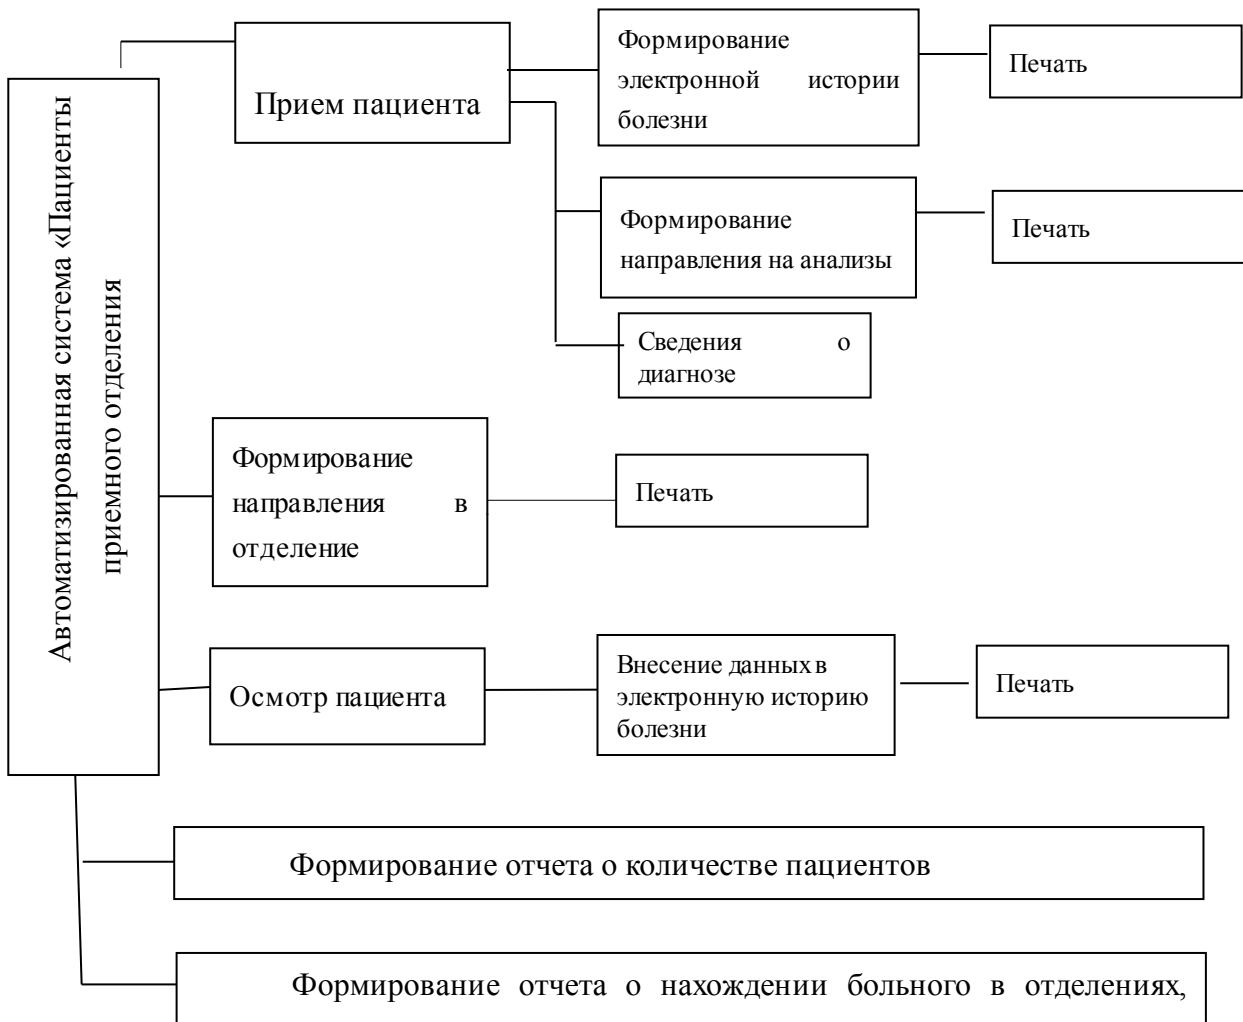 Автоматизированная система «Пациенты
приемного отделения
Прием пациента
Формирование
электронной истории
болезни
Печать
Формирование
направления на анализы
Печать
Сведения о
диагнозе
Формирование
направления в
отделение
Печать
Осмотр пациента
Внесение данных в
электронную историю
болезни
Печать
Формирование отчета о количестве пациентов
Формирование отчета о нахождении больного в отделениях,